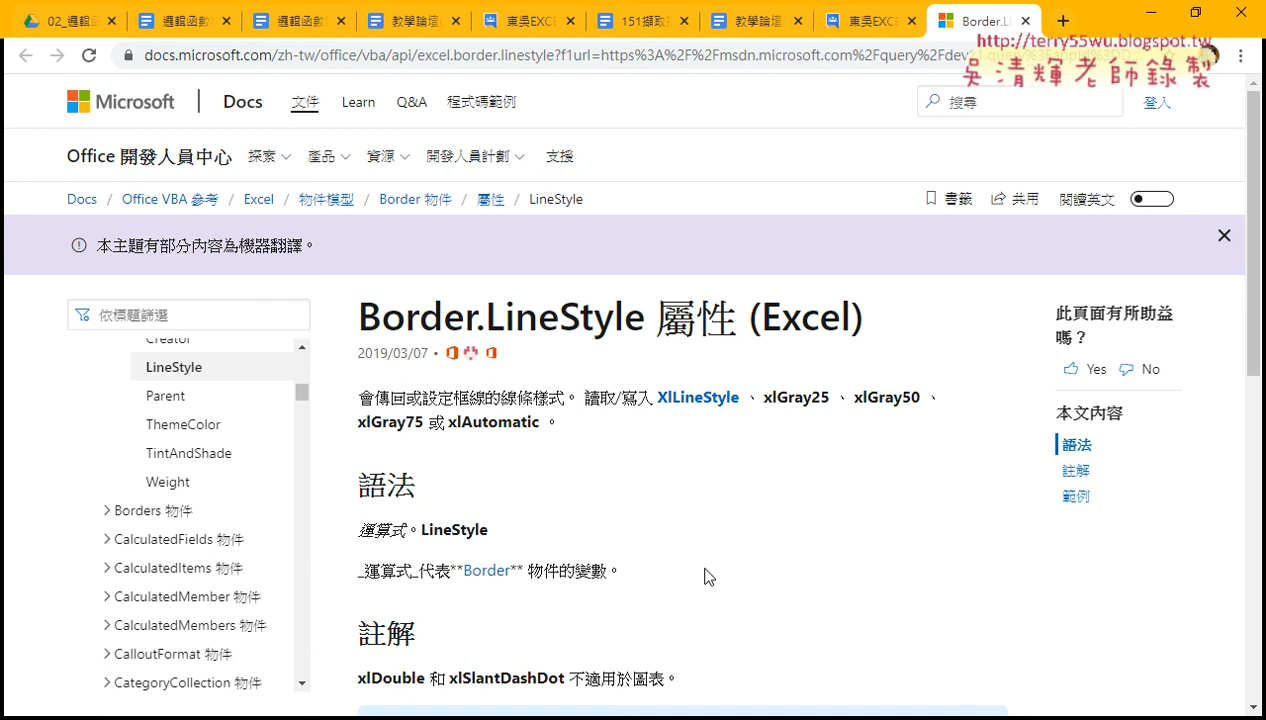 02_邏輯函數
邏輯函數
邏輯函數
教學論壇
東吳EXCE
151擷取
教學論壇
東吳EXCE
Border.Li
http://terry55wu.blogspot.tw
吳清輝老師錄製
docs.microsoft.com/zh-tw/office/vba/api/excel.border.linestyle?f1url=https%3A%2F%2Fmsdn.microsoft.com%2Fquery%2Fdev
Microsoft
Docs
文件
Learn
Q&A
程式碼範例
搜尋
登入
Office 開發人員中心
探索
產品
資源
開發人員計劃
支援
Docs / Office VBA 參考 / Excel / 物件模型 / Border 物件 / 屬性 / LineStyle
書籤
共用
閱讀英文
本主題有部分內容為機器翻譯。
依標題篩選
Creator
LineStyle
Parent
ThemeColor
TintAndShade
Weight
Borders 物件
CalculatedFields 物件
CalculatedItems 物件
CalculatedMember 物件
CalculatedMembers 物件
CalloutFormat 物件
CategoryCollection 物件
Border.LineStyle 屬性 (Excel)
2019/03/07 •
會傳回或設定框線的線條樣式。 讀取/寫入 XlLineStyle 、 xlGray25 、 xlGray50 、
xlGray75 或 xlAutomatic 。
語法
運算式。LineStyle
_運算式_代表**Border** 物件的變數。
註解
xlDouble 和 xlSlantDashDot 不適用於圖表。
此頁面有所助益
嗎？
Yes
No
本文內容
語法
註解
範例